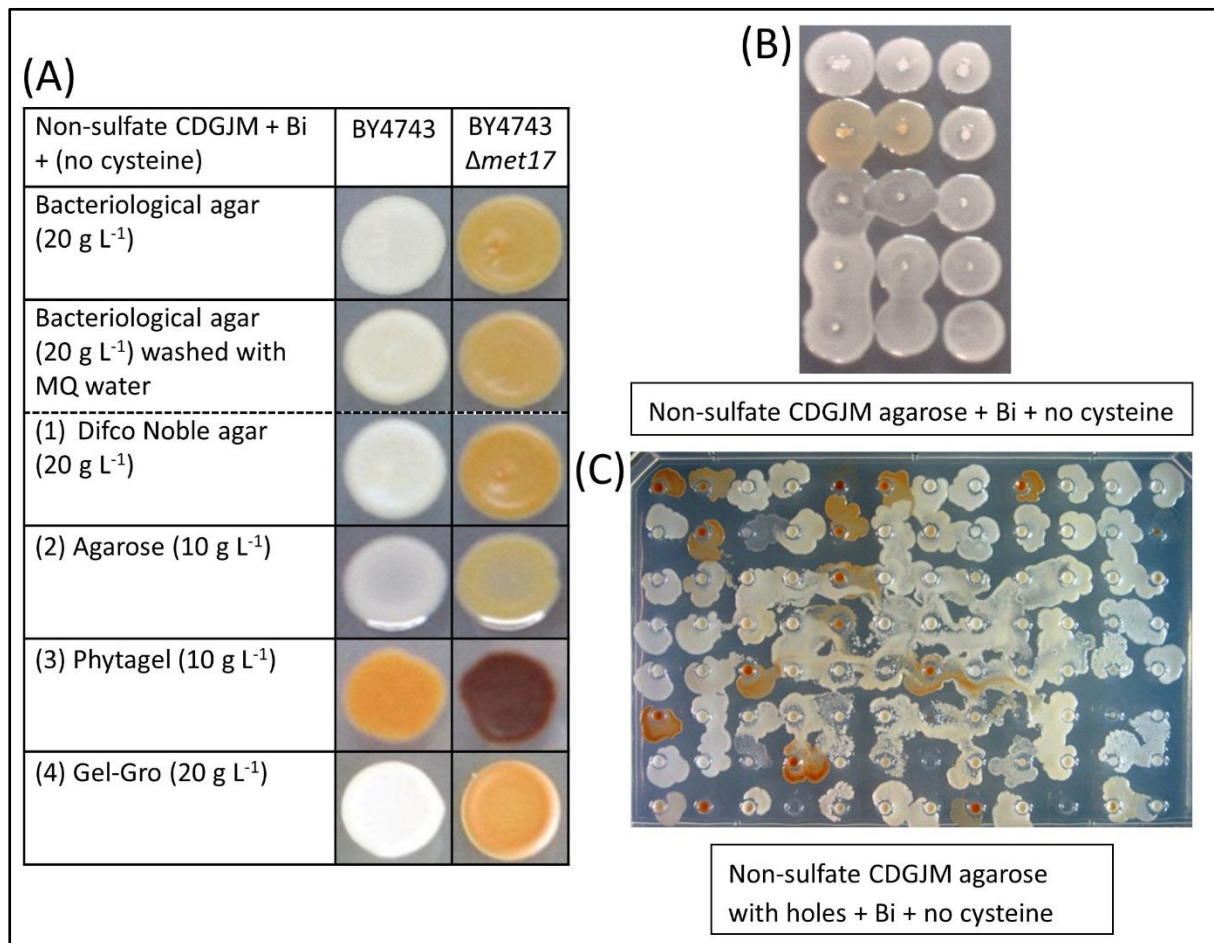 (A)
Non-sulfate CDGJM + Bi
+ (no cysteine)
BY4743
BY4743
Δmet17
Bacteriological agar
(20 g L-1)
Bacteriological agar
(20 g L-1) washed with
MQ water
(1) Difco Noble agar
(20 g L-1)
(2) Agarose (10 g L-1)
(3) Phytagel (10 g L-1)
(4) Gel-Gro (20 g L-1)
(B)
Non-sulfate CDGJM agarose + Bi + no cysteine
(C)
Non-sulfate CDGJM agarose
with holes + Bi + no cysteine